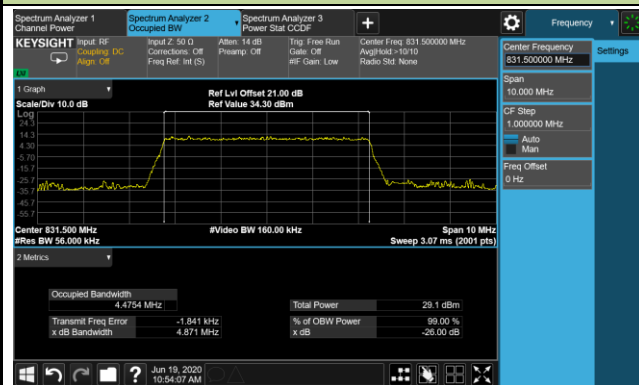 Spectrum Analyzer 1
Channel Power
Spectrum Analyzer 2
Occupied BW
Spectrum Analyzer 3
Power Stat CCDF
Frequency
KEYSIGHT
Input: RF
Coupling: DC
Align: Off
Input Z: 50 Ω
Corrections: Off
Freq Ref: Int (S)
Atten: 14 dB
Preamp: Off
Trig: Free Run
Gate: Off
#IF Gain: Low
Center Freq: 831.500000 MHz
Avg|Hold:>10/10
Radio Std: None
Center Frequency
831.500000 MHz
Settings
Span
10.000 MHz
CF Step
1.000000 MHz
Auto
Man
Freq Offset
0 Hz
1 Graph
Scale/Div 10.0 dB
Ref Lvl Offset 21.00 dB
Ref Value 34.30 dBm
Log
24.3
14.3
4.30
-5.70
-15.7
-25.7
-35.7
-45.7
-55.7
Center 831.500 MHz
#Res BW 56.000 kHz
#Video BW 160.00 kHz
Span 10 MHz
Sweep 3.07 ms (2001 pts)
2 Metrics
Occupied Bandwidth
4.4754 MHz
Total Power 29.1 dBm
Transmit Freq Error -1.841 kHz
% of OBW Power 99.00 %
x dB Bandwidth 4.871 MHz
x dB -26.00 dB
?
Jun 19, 2020
10:54:07 AM